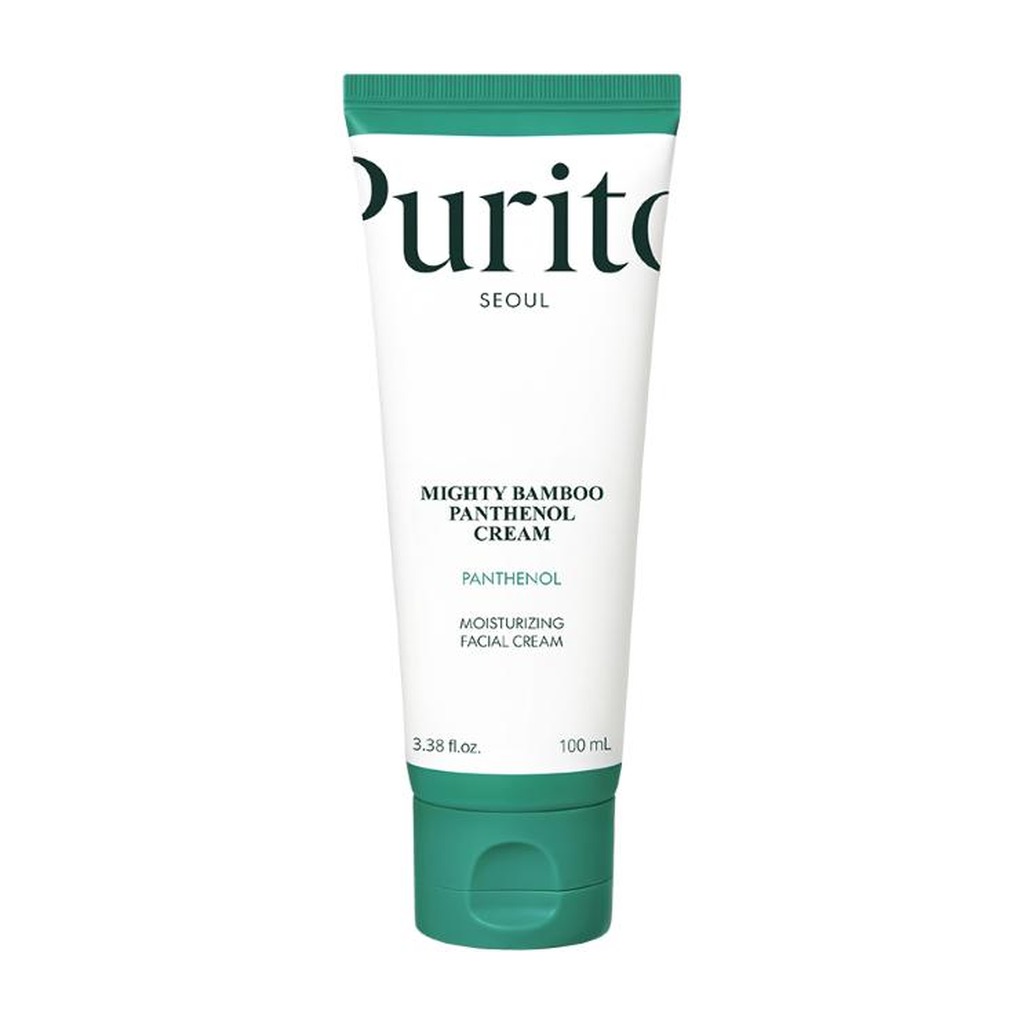 Purito
SEOUL
MIGHTY BAMBOO
PANTHENOL
CREAM
PANTHENOL
MOISTURIZING
FACIAL CREAM
3.38 fl.oz. 100 mL